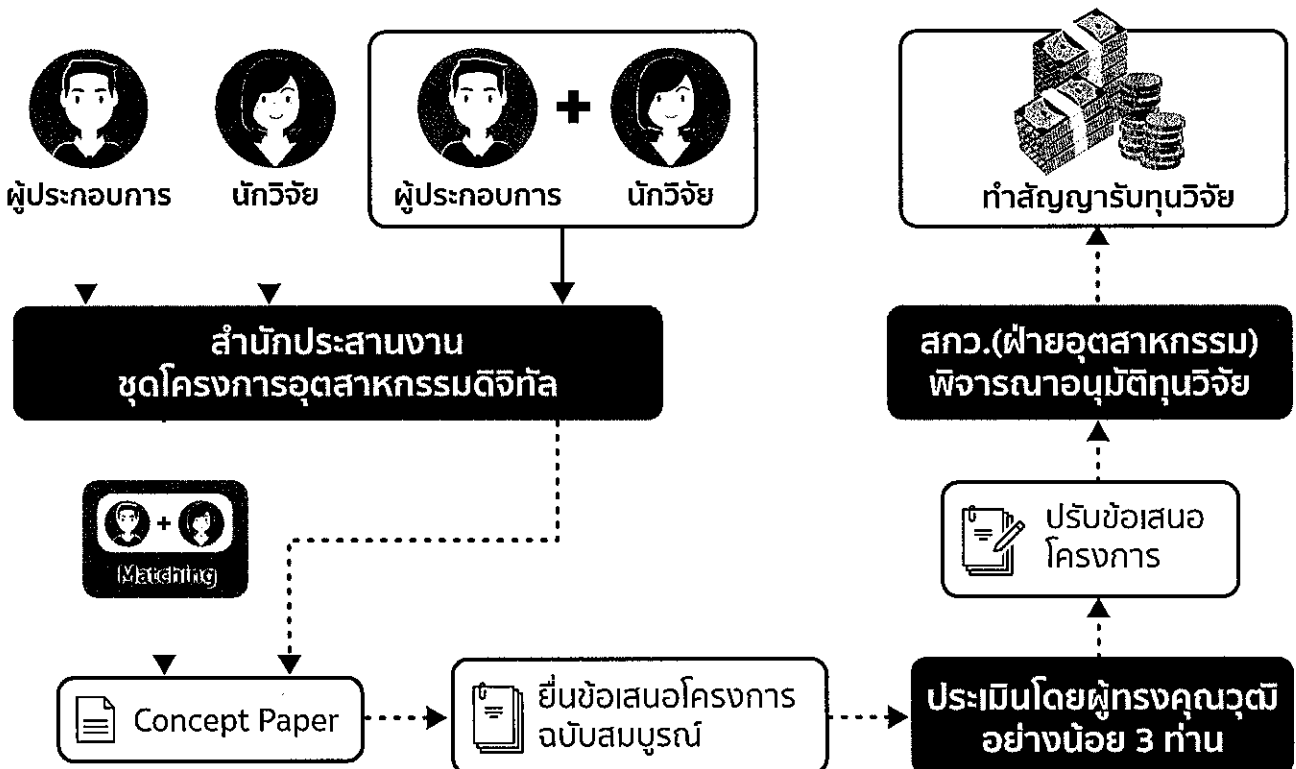 ผู้ประกอบการ
นักวิจัย
ผู้ประกอบการ
+
นักวิจัย
สำนักประสานงาน
ชุดโครงการอุตสาหกรรมดิจิทัล
+
Matching
Concept Paper
ยื่นข้อเสนอโครงการ
ฉบับสมบูรณ์
ประเมินโดยผู้ทรงคุณวุฒิ
อย่างน้อย 3 ท่าน
ปรับข้อเสนอ
โครงการ
สกว.(ฝ่ายอุตสาหกรรม)
พิจารณาอนุมัติทุนวิจัย
ทำสัญญารับทุนวิจัย